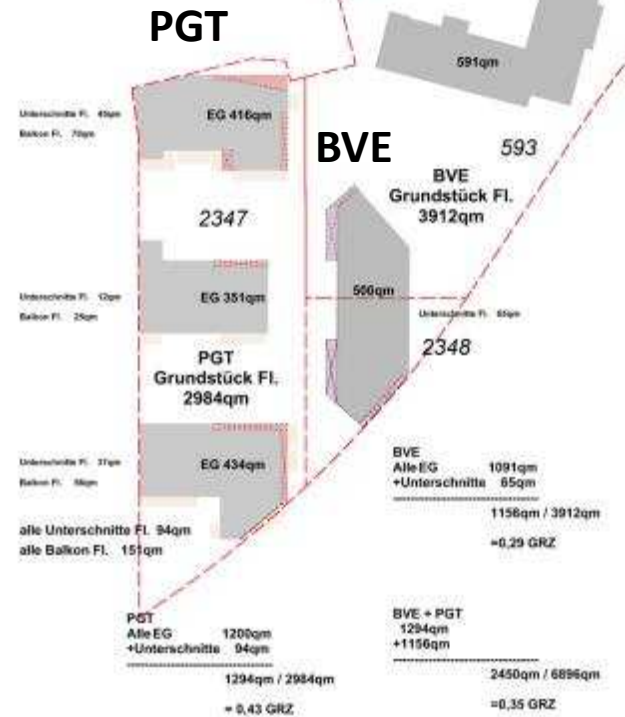 PGT
591qm
Unterschnitte Fl. 45qm
Balkon Fl. 70qm
EG 416qm
BVE
593
BVE
Grundstück Fl.
3912qm
2347
Unterschnitte Fl. 12qm
Balkon Fl. 25qm
EG 351qm
500qm
Unterschnitte Fl. 65qm
2348
PGT
Grundstück Fl.
2984qm
Unterschnitte Fl. 37qm
Balkon Fl. 56qm
EG 434qm
alle Unterschnitte Fl. 94qm
alle Balkon Fl. 151qm
BVE
Alle EG 1091qm
+Unterschnitte 65qm
1156qm / 3912qm
=0,29 GRZ
PGT
Alle EG 1200qm
+Unterschnitte 94qm
1294qm / 2984qm
= 0,43 GRZ
BVE + PGT
1294qm
+1156qm
2450qm / 6896qm
=0,35 GRZ